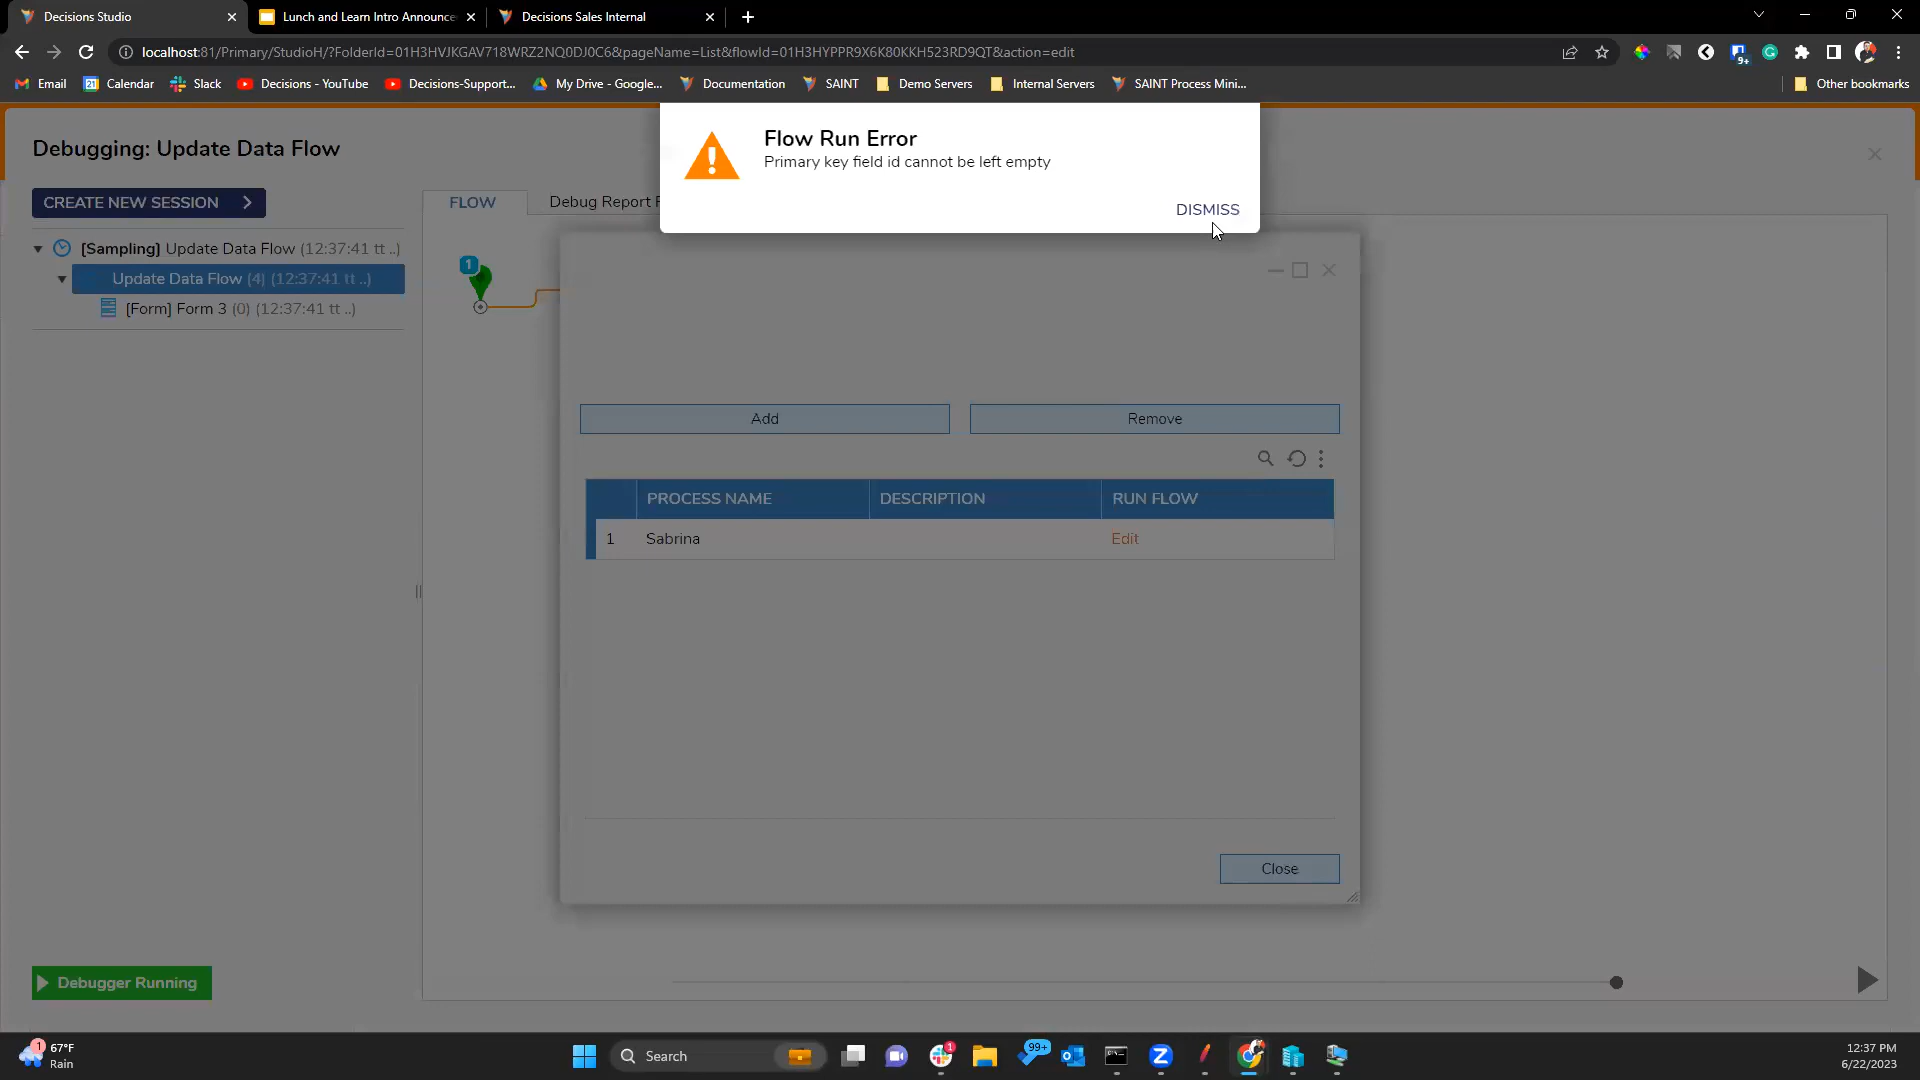 Decisions Studio
Lunch and Learn Intro Announce
Decisions Sales Internal
localhost:81/Primary/StudioH/?FolderId=01H3HVJKGAV718WRZ2NQ0DJ0C6&pageName=List&flowId=01H3HYPPR9X6K80KKH523RD9QT&action=edit
9+
Email
21
Calendar
Slack
Decisions - YouTube
Decisions-Support...
My Drive - Google...
Documentation
SAINT
Demo Servers
Internal Servers
SAINT Process Mini...
Other bookmarks
Flow Run Error
Primary key field id cannot be left empty
DISMISS
Debugging: Update Data Flow
CREATE NEW SESSION
[Sampling] Update Data Flow (12:37:41 tt ..)
Update Data Flow (4) (12:37:41 tt ..)
[Form] Form 3 (0) (12:37:41 tt ..)
FLOW
Debug Report
1
Add
Remove
PROCESS NAME
DESCRIPTION
RUN FLOW
1
Sabrina
Edit
Close
Debugger Running
1
67°F
Rain
Search
1
99+
12:37 PM
6/22/2023